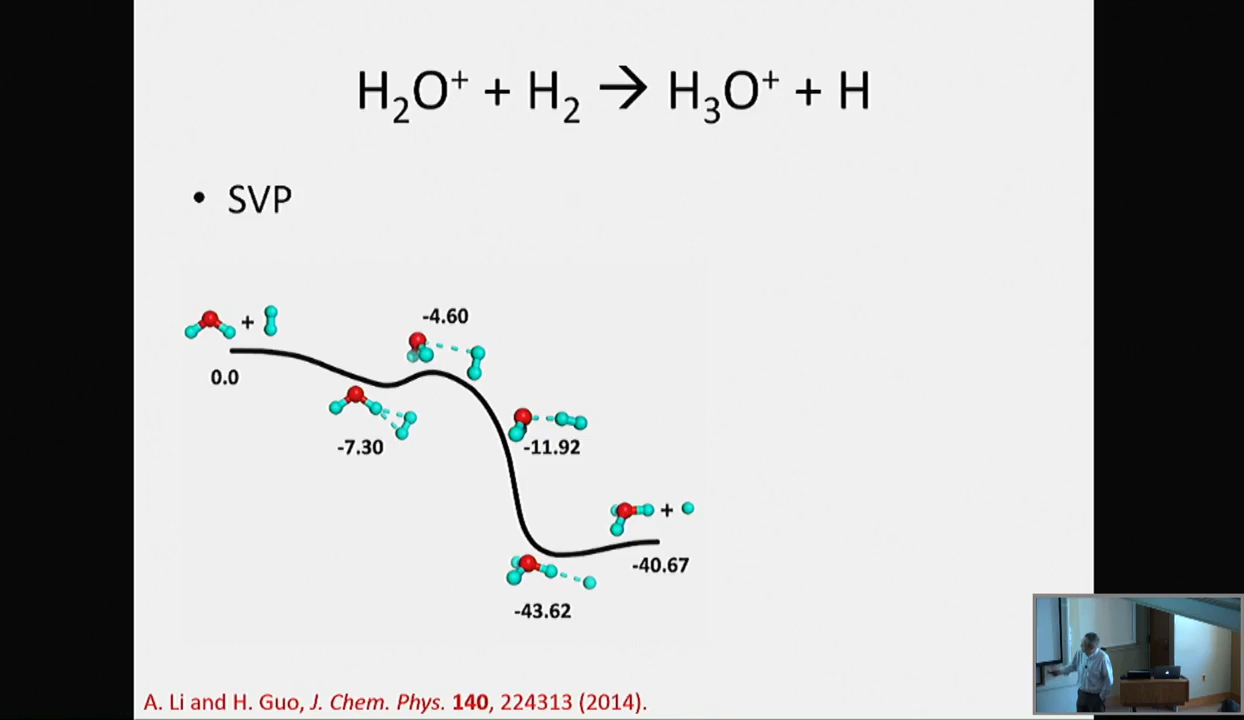 H₂O⁺ + H₂ → H₃O⁺ + H
• SVP
+
-4.60
0.0
-7.30
-11.92
+
-40.67
-43.62
A. Li and H. Guo, J. Chem. Phys. 140, 224313 (2014).